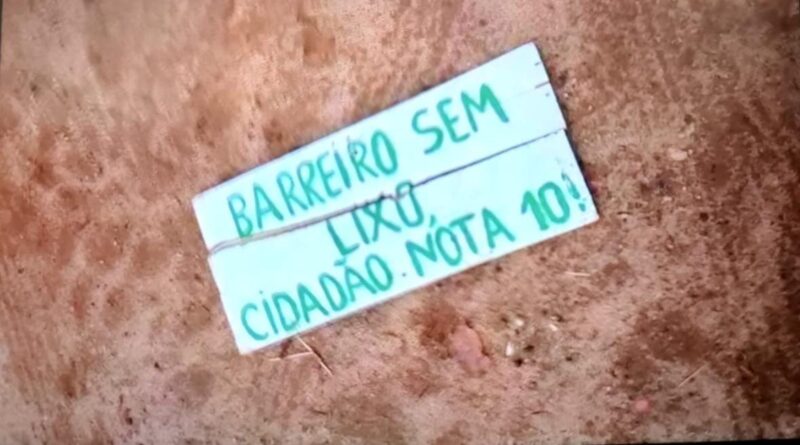 BARREIRO SEM
LIXO,
CIDADÃO NOTA 10!